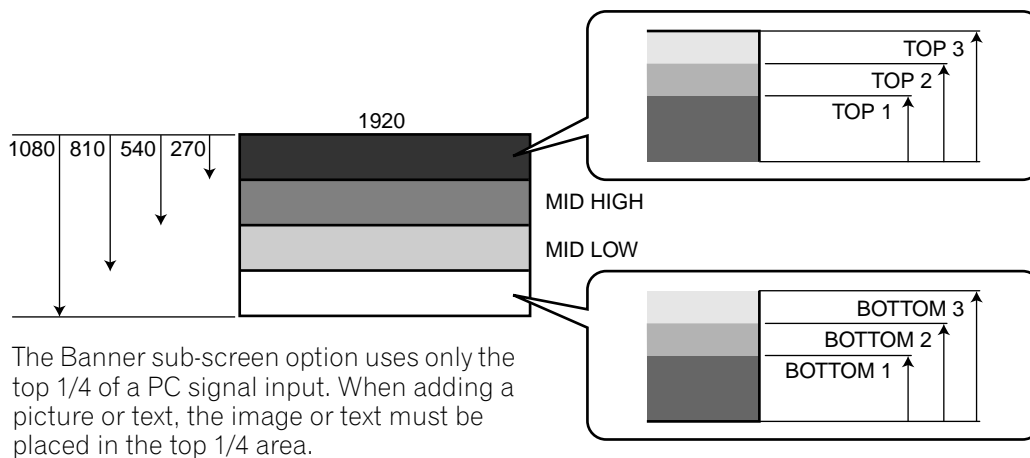 TOP 3
TOP 2
TOP 1
1920
1080 810 540 270
MID HIGH
MID LOW
BOTTOM 3
BOTTOM 2
BOTTOM 1
The Banner sub-screen option uses only the
top 1/4 of a PC signal input. When adding a
picture or text, the image or text must be
placed in the top 1/4 area.